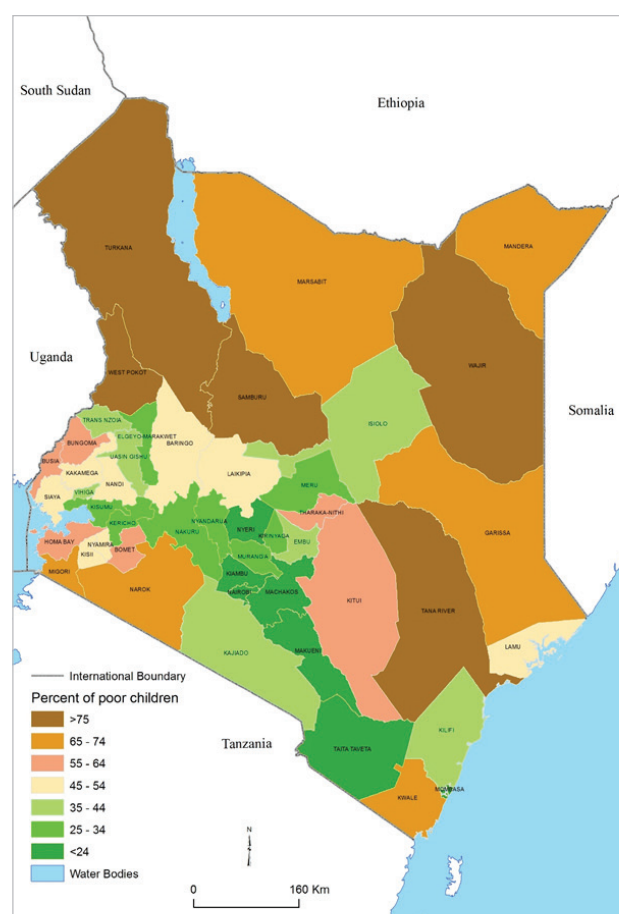 South Sudan
Ethiopia
Uganda
Somalia
Tanzania
TURKANA
MANDERA
MARSABIT
WAJIR
WEST POKOT
SAMBURU
TRANS NZOIA
ISIOLO
ELGEYO-MARAKWET
BUNGOMA
BARINGO
UASIN GISHU
BUSIA
KAKAMEGA
LAIKIPIA
NANDI
MERU
VIHIGA
SIAYA
KISUMU
THARAKA-NITHI
GARISSA
KERICHO
NYANDARUA
NYERI
NAKURU
KIRINYAGA
EMBU
HOMA BAY
NYAMIRA
KISII
BOMET
MURANGA
MIGORI
KIAMBU
NAROK
NAIROBI
MACHAKOS
KITUI
TANA RIVER
LAMU
KAJIADO
MAKUENI
KILIFI
TAITA TAVETA
MOMBASA
KWALE
International Boundary
Percent of poor children
>75
65 - 74
55 - 64
45 - 54
35 - 44
25 - 34
<24
Water Bodies
N
0 160 Km